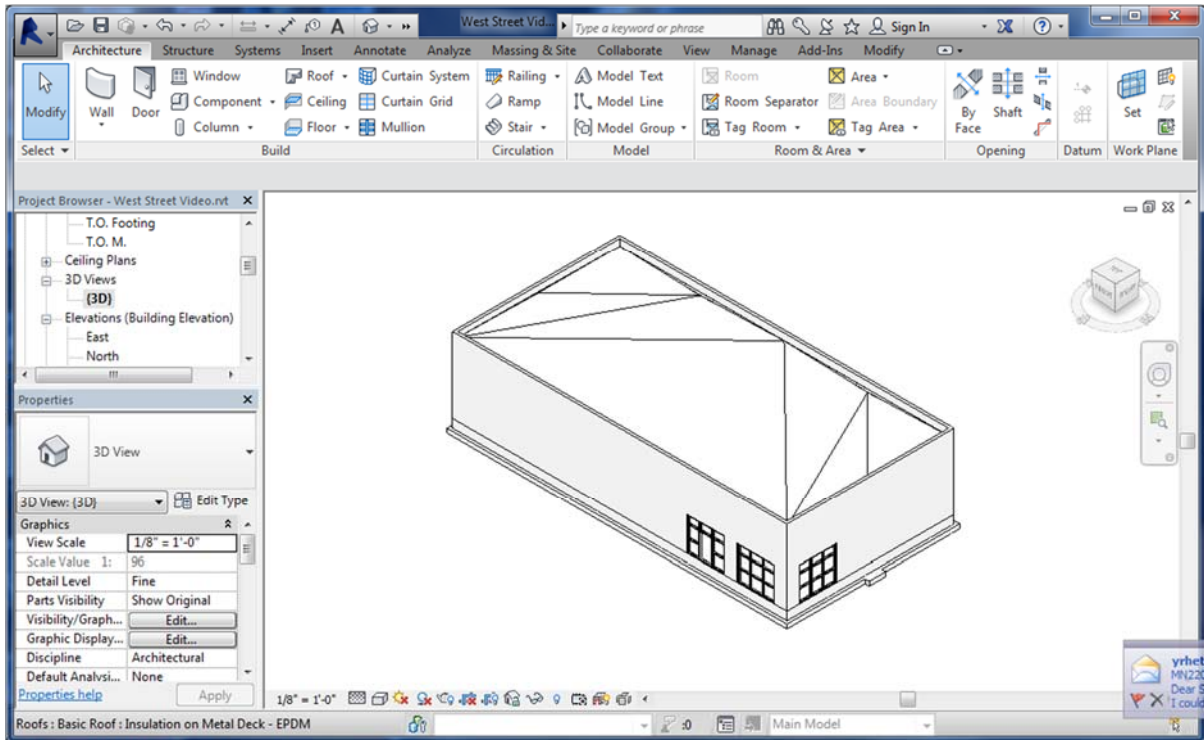 West Street Vid...
Type a keyword or phrase
Sign In
Architecture Structure Systems Insert Annotate Analyze Massing & Site Collaborate View Manage Add-Ins Modify
Modify
Wall
Door
Window
Component
Column
Roof
Ceiling
Floor
Curtain System
Curtain Grid
Mullion
Railing
Ramp
Stair
Model Text
Model Line
Model Group
Room
Room Separator
Tag Room
Area
Area Boundary
Tag Area
By Face
Shaft
Set
Select Build Circulation Model Room & Area Opening Datum Work Plane
Project Browser - West Street Video.rvt
T.O. Footing
T.O. M.
Ceiling Plans
3D Views
{3D}
Elevations (Building Elevation)
East
North
Properties
3D View
3D View: {3D} Edit Type
Graphics
View Scale 1/8" = 1'-0"
Scale Value 1: 96
Detail Level Fine
Parts Visibility Show Original
Visibility/Graph... Edit...
Graphic Display... Edit...
Discipline Architectural
Default Analysi... None
Properties help Apply
1/8" = 1'-0"
Roofs : Basic Roof : Insulation on Metal Deck - EPDM
:0
Main Model
yrhet
MN220
Dear
I could